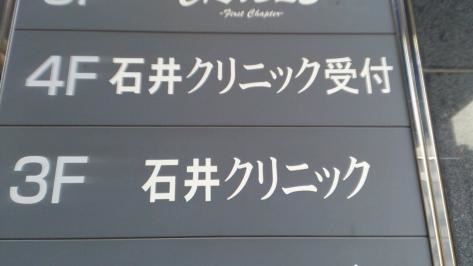 -First Chapter-
4F 石井クリニック受付
3F 石井クリニック